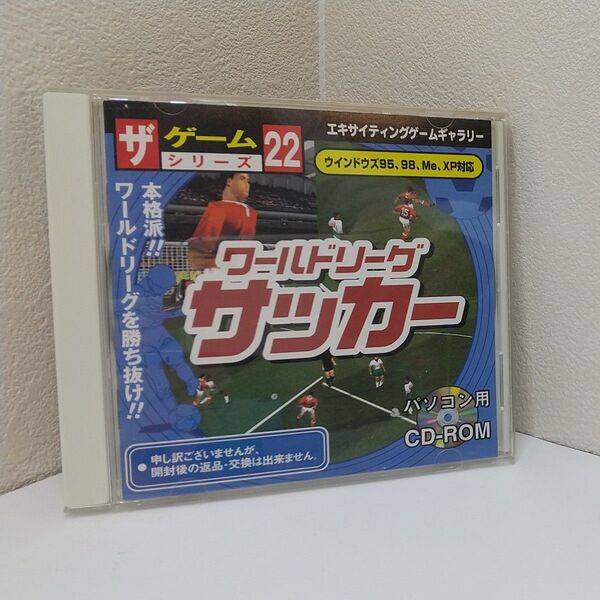 ザ
ゲーム
シリーズ
22
エキサイティングゲームギャラリー
ウインドウズ95、98、Me、XP対応
本格派!!
ワールドリーグを勝ち抜け!!
ワールドリーグ
サッカー
パソコン用
CD-ROM
● 申し訳ございませんが、
開封後の返品・交換は出来ません。